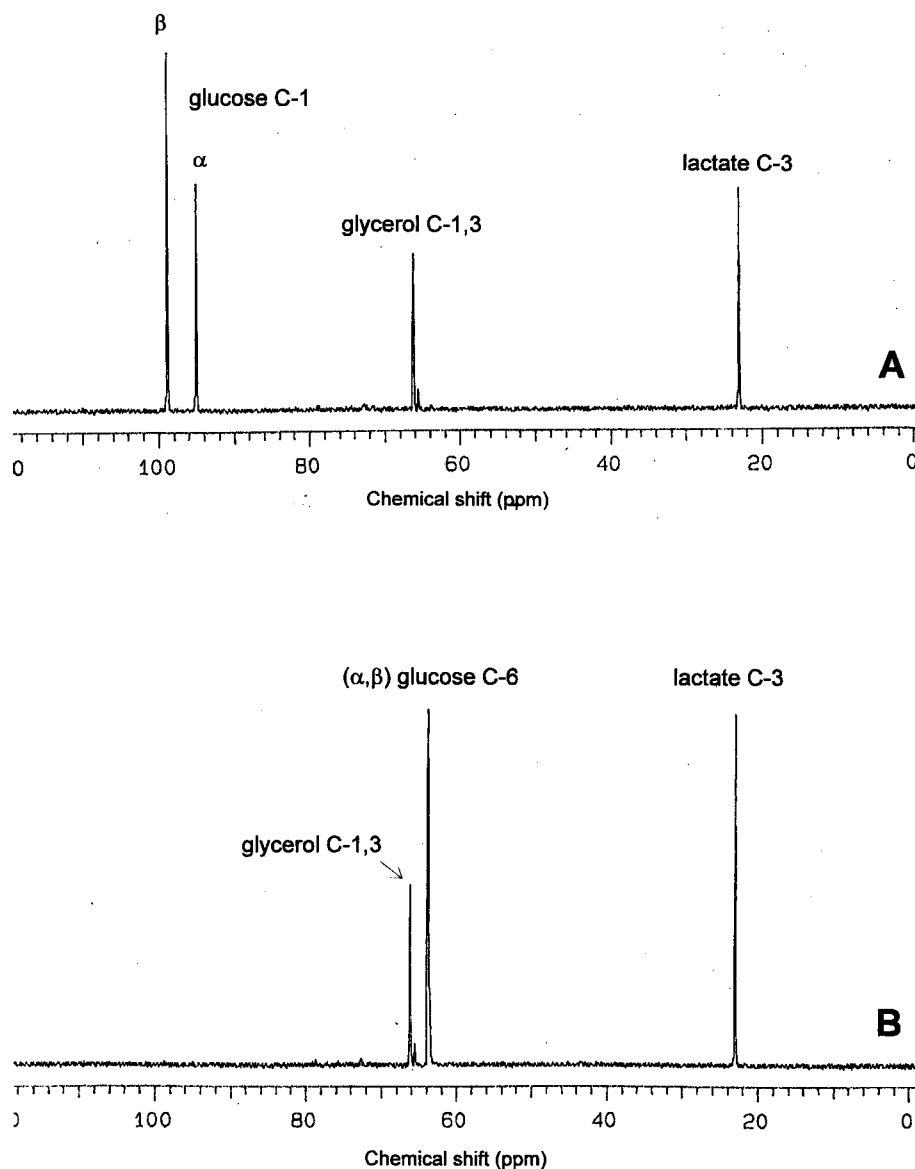 β
glucose C-1
α
lactate C-3
glycerol C-1,3
A
0 100 80 60 40 20 0
Chemical shift (ppm)
(α,β) glucose C-6 lactate C-3
glycerol C-1,3
B
100 80 60 40 20 0
Chemical shift (ppm)